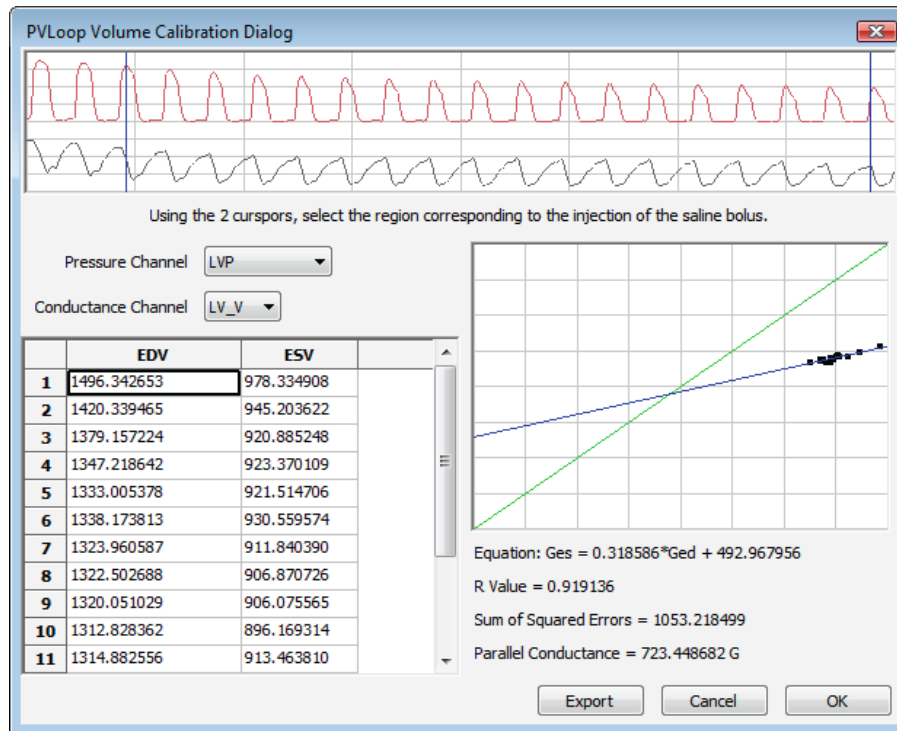 PVLoop Volume Calibration Dialog
Using the 2 curspors, select the region corresponding to the injection of the saline bolus.
Pressure Channel LVP
Conductance Channel LV_V
EDV ESV
1 1496.342653 978.334908
2 1420.339465 945.203622
3 1379.157224 920.885248
4 1347.218642 923.370109
5 1333.005378 921.514706
6 1338.173813 930.559574
7 1323.960587 911.840390
8 1322.502688 906.870726
9 1320.051029 906.075565
10 1312.828362 896.169314
11 1314.882556 913.463810
Equation: Ges = 0.318586*Ged + 492.967956
R Value = 0.919136
Sum of Squared Errors = 1053.218499
Parallel Conductance = 723.448682 G
Export Cancel OK